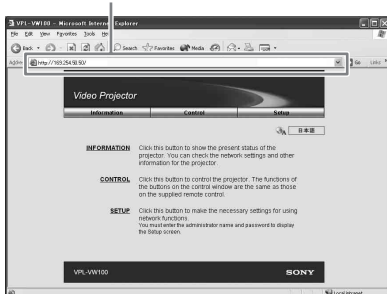 VPL-VW100 - Microsoft Internet Explorer
File Edit View Favorites Tools Help
Back Search Favorites Media
Address http://169.254.50.50/ Go Links
Video Projector
Information Control Setup
日本語
INFORMATION Click this button to show the present status of the
projector. You can check the network settings and other
information for the projector.
CONTROL Click this button to control the projector. The functions of
the buttons on the control window are the same as those
on the supplied remote control.
SETUP Click this button to make the necessary settings for using
network functions.
You must enter the administrator name and password to display
the Setup screen.
VPL-VW100 SONY
Local intranet